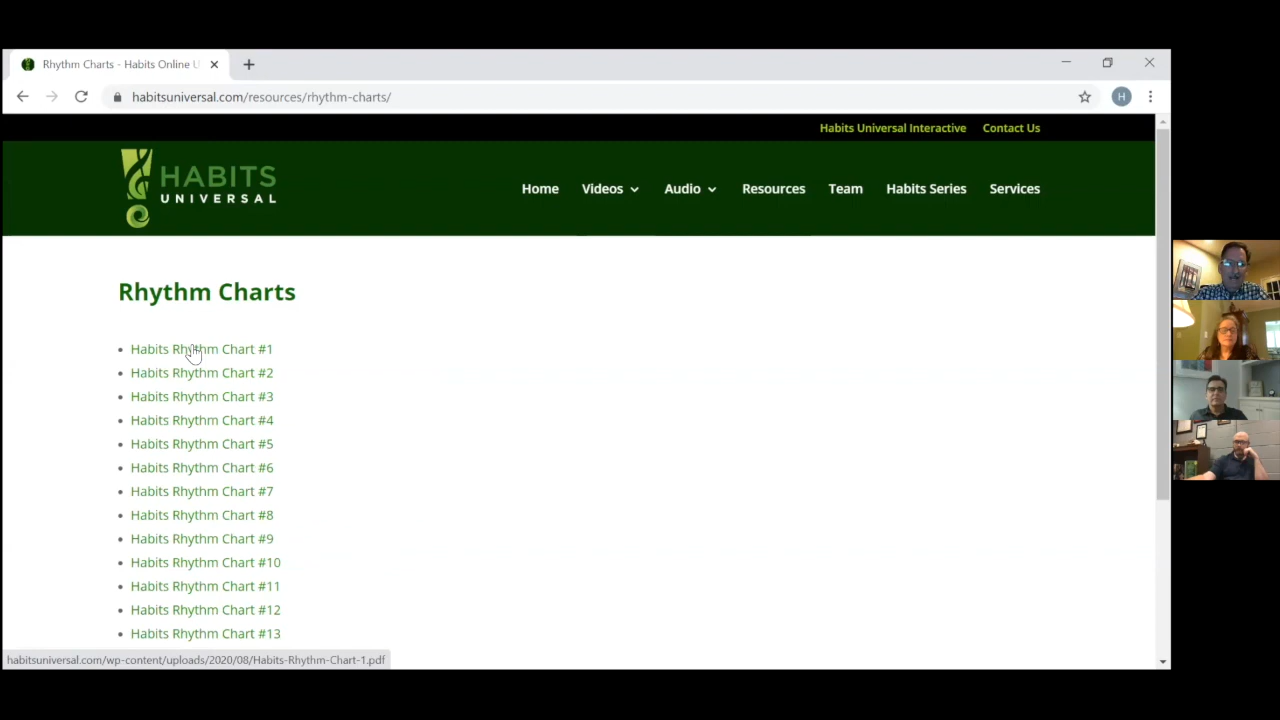 Rhythm Charts - Habits Online U
habitsuniversal.com/resources/rhythm-charts/
H
Habits Universal Interactive Contact Us
HABITS
UNIVERSAL
Home Videos Audio Resources Team Habits Series Services
Rhythm Charts
Habits Rhythm Chart #1
Habits Rhythm Chart #2
Habits Rhythm Chart #3
Habits Rhythm Chart #4
Habits Rhythm Chart #5
Habits Rhythm Chart #6
Habits Rhythm Chart #7
Habits Rhythm Chart #8
Habits Rhythm Chart #9
Habits Rhythm Chart #10
Habits Rhythm Chart #11
Habits Rhythm Chart #12
Habits Rhythm Chart #13
habitsuniversal.com/wp-content/uploads/2020/08/Habits-Rhythm-Chart-1.pdf